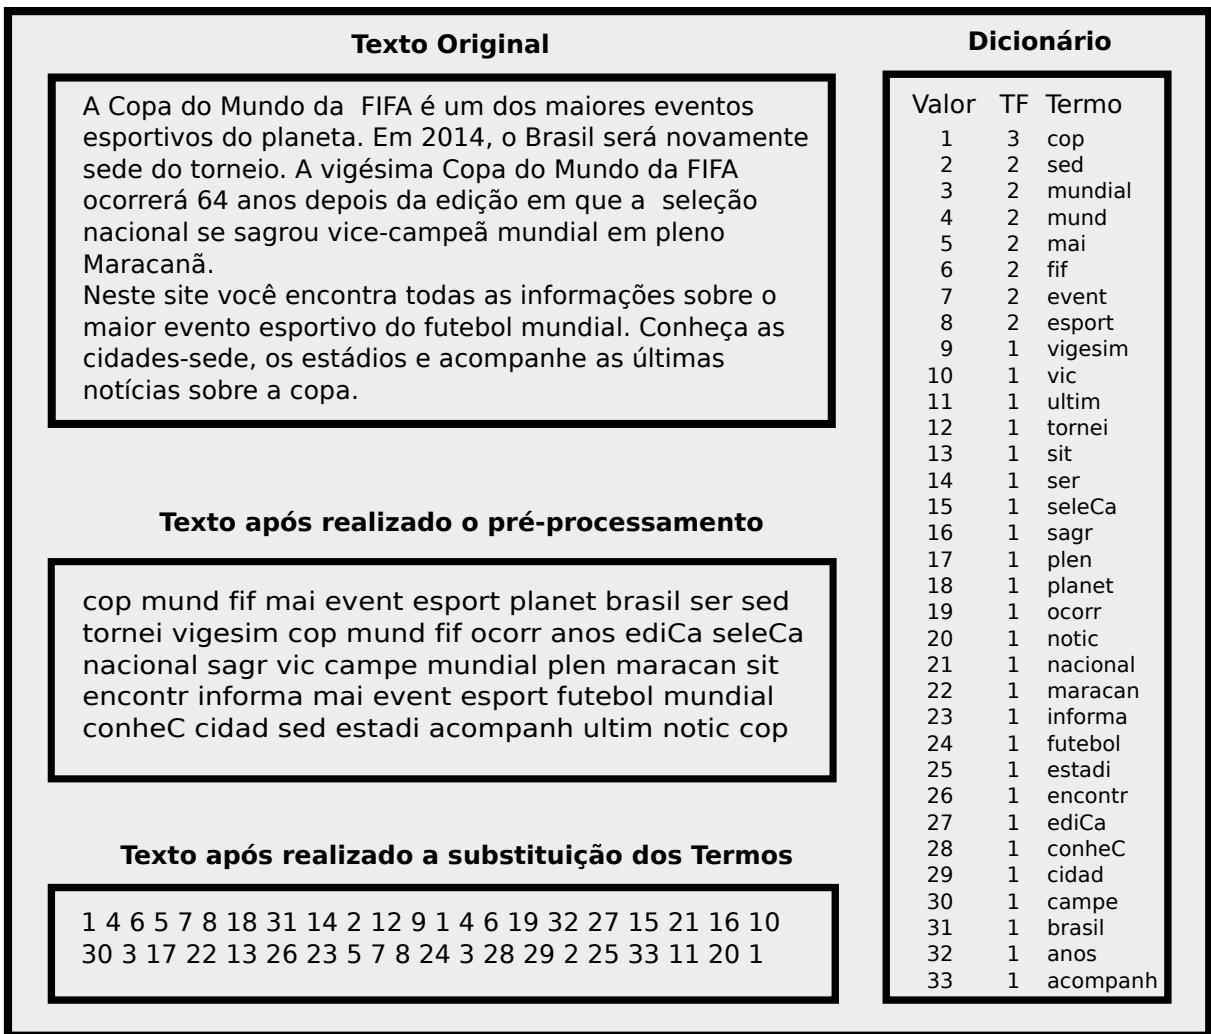 Texto Original
A Copa do Mundo da  FIFA é um dos maiores eventos
esportivos do planeta. Em 2014, o Brasil será novamente
sede do torneio. A vigésima Copa do Mundo da FIFA
ocorrerá 64 anos depois da edição em que a  seleção
nacional se sagrou vice-campeã mundial em pleno
Maracanã.
Neste site você encontra todas as informações sobre o
maior evento esportivo do futebol mundial. Conheça as
cidades-sede, os estádios e acompanhe as últimas
notícias sobre a copa.
Texto após realizado o pré-processamento
cop mund fif mai event esport planet brasil ser sed
tornei vigesim cop mund fif ocorr anos ediCa seleCa
nacional sagr vic campe mundial plen maracan sit
encontr informa mai event esport futebol mundial
conheC cidad sed estadi acompanh ultim notic cop
Texto após realizado a substituição dos Termos
1 4 6 5 7 8 18 31 14 2 12 9 1 4 6 19 32 27 15 21 16 10
30 3 17 22 13 26 23 5 7 8 24 3 28 29 2 25 33 11 20 1
Dicionário
Valor TF Termo
1 3 cop
2 2 sed
3 2 mundial
4 2 mund
5 2 mai
6 2 fif
7 2 event
8 2 esport
9 1 vigesim
10 1 vic
11 1 ultim
12 1 tornei
13 1 sit
14 1 ser
15 1 seleCa
16 1 sagr
17 1 plen
18 1 planet
19 1 ocorr
20 1 notic
21 1 nacional
22 1 maracan
23 1 informa
24 1 futebol
25 1 estadi
26 1 encontr
27 1 ediCa
28 1 conheC
29 1 cidad
30 1 campe
31 1 brasil
32 1 anos
33 1 acompanh